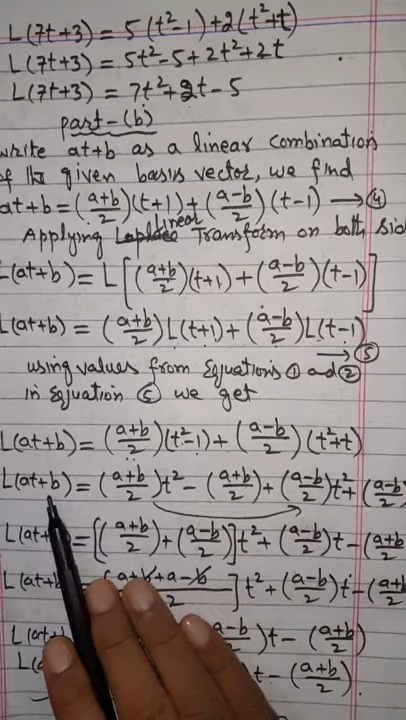 L(7t+3) = 5(t²-1)+2(t²+t)
L(7t+3) = 5t²-5+2t²+2t
L(7t+3) = 7t²+2t-5
part-(b)
write at+b as a linear combination
of the given basis vector, we find
at+b = (a+b/2)(t+1)+(a-b/2)(t-1) → ④
linear
Applying Transform on both sid
L(at+b) = L[(a+b/2)(t+1)+(a-b/2)(t-1)]
L(at+b) = (a+b/2)L(t+1)+(a-b/2)L(t-1)
→ ⑤
using values from Equations ① and ②
in Equation ⑤ we get
L(at+b) = (a+b/2)(t²-1)+(a-b/2)(t²+t)
L(at+b) = (a+b/2)t²-(a+b/2)+(a-b/2)t²+(a-b/2
L(at+ = [(a+b/2)+(a-b/2)]t²+(a-b/2)t-(a+b/2
L(at+b (a+b+a-b/2]t²+(a-b/2)t-(a+b/2
L(at a-b/2)t-(a+b/2)
L(a t-(a+b/2).